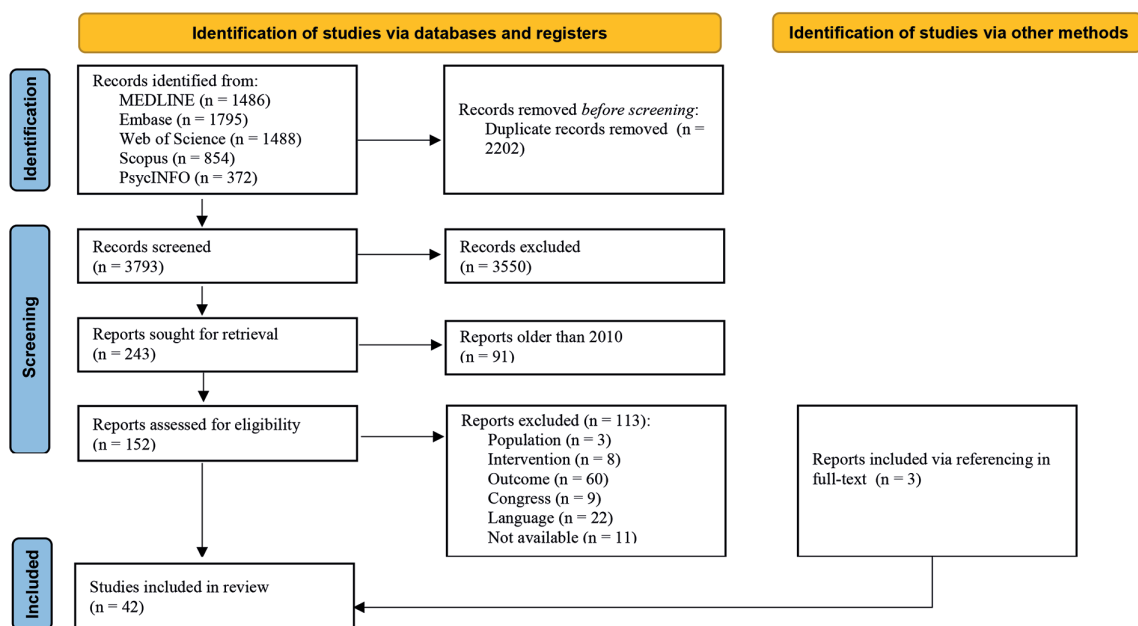 Identification of studies via databases and registers
Identification of studies via other methods
Identification
Records identified from:
MEDLINE (n = 1486)
Embase (n = 1795)
Web of Science (n = 1488)
Scopus (n = 854)
PsycINFO (n = 372)
Records removed before screening:
Duplicate records removed (n =
2202)
Screening
Records screened
(n = 3793)
Records excluded
(n = 3550)
Reports sought for retrieval
(n = 243)
Reports older than 2010
(n = 91)
Reports assessed for eligibility
(n = 152)
Reports excluded (n = 113):
Population (n = 3)
Intervention (n = 8)
Outcome (n = 60)
Congress (n = 9)
Language (n = 22)
Not available (n = 11)
Reports included via referencing in
full-text (n = 3)
Included
Studies included in review
(n = 42)